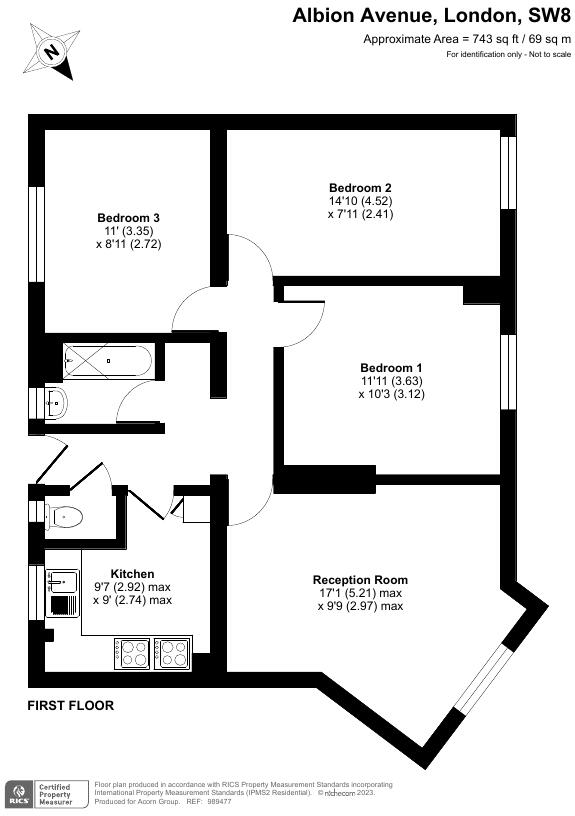 Albion Avenue, London, SW8
Approximate Area = 743 sq ft / 69 sq m
For identification only - Not to scale
N
Bedroom 2
14'10 (4.52)
x 7'11 (2.41)
Bedroom 3
11' (3.35)
x 8'11 (2.72)
Bedroom 1
11'11 (3.63)
x 10'3 (3.12)
Kitchen
9'7 (2.92) max
x 9' (2.74) max
Reception Room
17'1 (5.21) max
x 9'9 (2.97) max
FIRST FLOOR
RICS
Certified
Property
Measurer
Floor plan produced in accordance with RICS Property Measurement Standards incorporating
International Property Measurement Standards (IPMS2 Residential). © nichecom 2023.
Produced for Acorn Group. REF: 989477